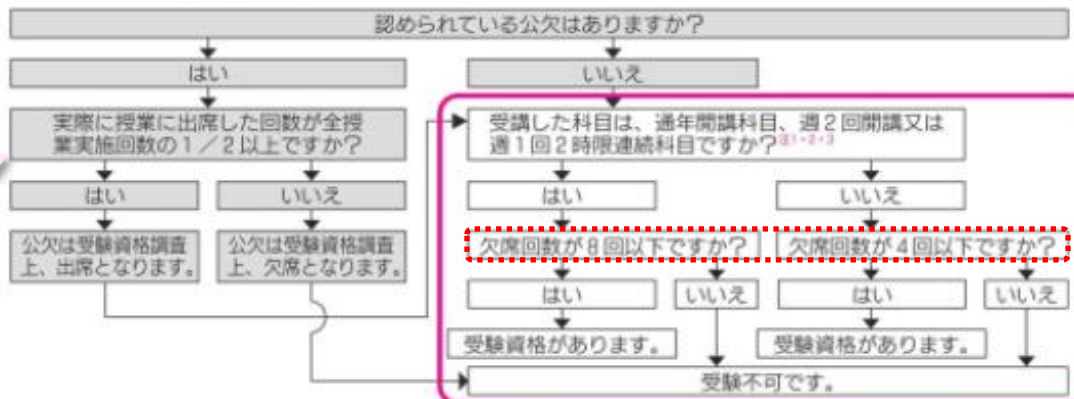 認められている公欠はありますか?
はい
いいえ
実際に授業に出席した回数が全授
業実施回数の1/2以上ですか?
受講した科目は、通年開講科目、週2回開講又は
週1回2時限連続科目ですか?注1・2・3
はい
いいえ
はい
いいえ
公欠は受験資格調査
上、出席となります。
公欠は受験資格調査
上、欠席となります。
欠席回数が8回以下ですか?
欠席回数が4回以下ですか?
はい
いいえ
はい
いいえ
受験資格があります。
受験資格があります。
受験不可です。